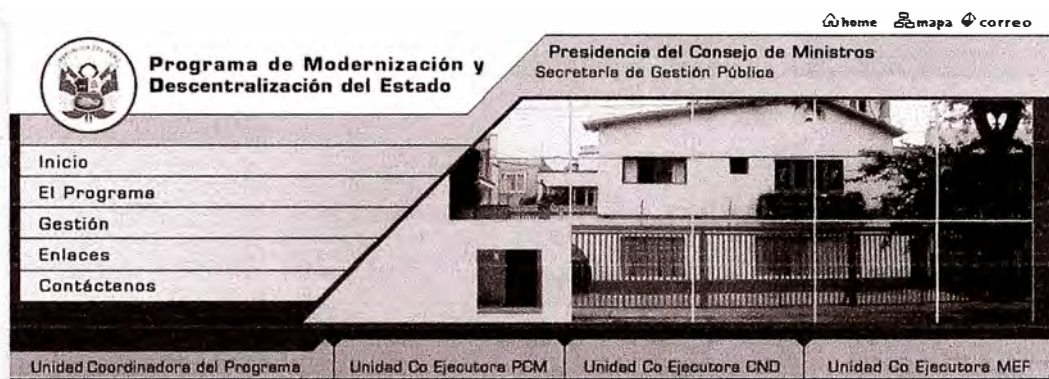 home mapa correo
Programa de Modernización y
Descentralización del Estado
Presidencia del Consejo de Ministros
Secretaría de Gestión Pública
Inicio
El Programa
Gestión
Enlaces
Contáctenos
Unidad Coordinadora del Programa
Unidad Co Ejecutora PCM
Unidad Co Ejecutora CND
Unidad Co Ejecutora MEF